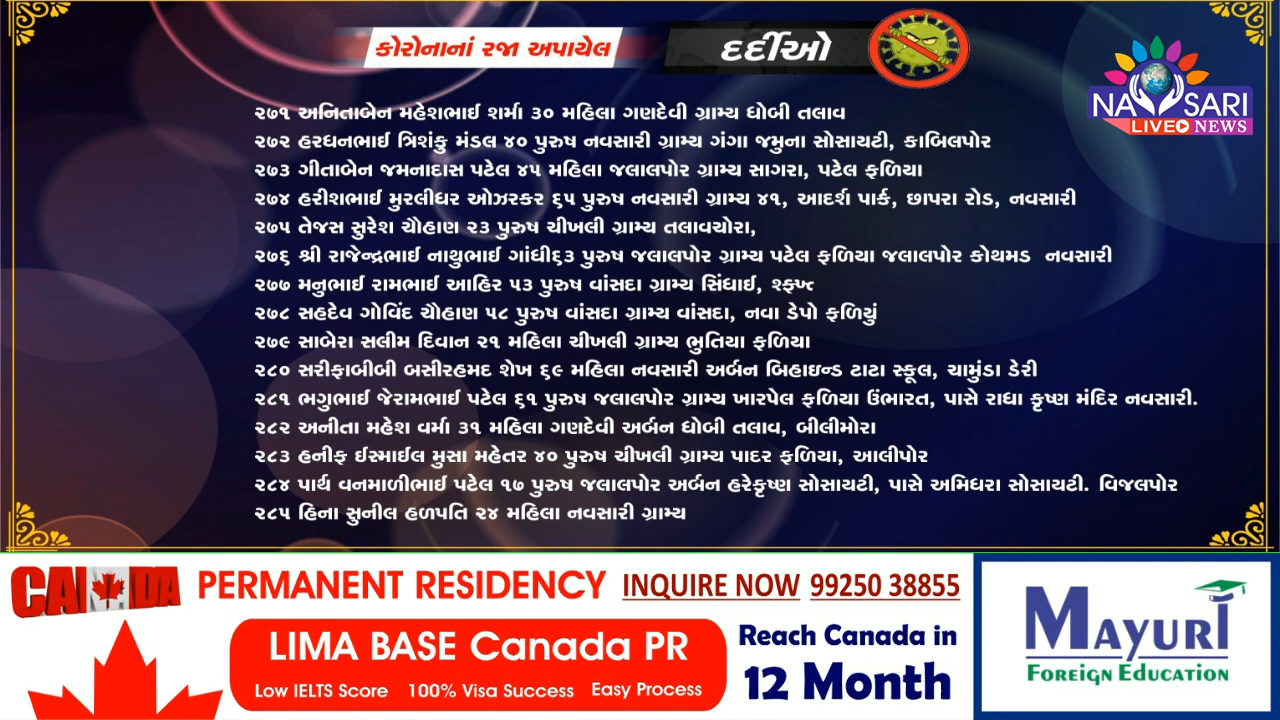 કોરોનાનાં રજા અપાયેલ
દર્દીઓ
NAVSARI
LIVE NEWS
૨૭૧ અનિતાબેન મહેશભાઈ શર્મા ૩૦ મહિલા ગણદેવી ગ્રામ્ય ધોબી તલાવ
૨૭૨ હરધનભાઈ ત્રિશંકુ મંડલ ૪૦ પુરુષ નવસારી ગ્રામ્ય ગંગા જમુના સોસાયટી, કાબિલપોર
૨૭૩ ગીતાબેન જમનાદાસ પટેલ ૪૫ મહિલા જલાલપોર ગ્રામ્ય સાગરા, પટેલ ફળિયા
૨૭૪ હરીશભાઈ મુરલીધર ઓઝરકર ૬૫ પુરુષ નવસારી ગ્રામ્ય ૪૧, આદર્શ પાર્ક, છાપરા રોડ, નવસારી
૨૭૫ તેજસ સુરેશ ચૌહાણ ૨૩ પુરુષ ચીખલી ગ્રામ્ય તલાવચોરા,
૨૭૬ શ્રી રાજેન્દ્રભાઈ નાથુભાઈ ગાંધી૬૩ પુરુષ જલાલપોર ગ્રામ્ય પટેલ ફળિયા જલાલપોર કોથમડ નવસારી
૨૭૭ મનુભાઈ રામભાઈ આહિર ૫૩ પુરુષ વાંસદા ગ્રામ્ય સિંધાઈ,
૨૭૮ સહદેવ ગોવિંદ ચૌહાણ ૫૮ પુરુષ વાંસદા ગ્રામ્ય વાંસદા, નવા ડેપો ફળિયું
૨૭૯ સાબેરા સલીમ દિવાન ૨૧ મહિલા ચીખલી ગ્રામ્ય ભુતિયા ફળિયા
૨૮૦ સરીફાબીબી બસીરહમદ શેખ ૬૯ મહિલા નવસારી અર્બન બિહાઇન્ડ ટાટા સ્કૂલ, ચામુંડા ડેરી
૨૮૧ ભગુભાઈ જેરામભાઈ પટેલ ૬૧ પુરુષ જલાલપોર ગ્રામ્ય ખારપેલ ફળિયા ઉંભારત, પાસે રાધા કૃષ્ણ મંદિર નવસારી.
૨૮૨ અનીતા મહેશ વર્મા ૩૧ મહિલા ગણદેવી અર્બન ધોબી તલાવ, બીલીમોરા
૨૮૩ હનીફ ઈસ્માઈલ મુસા મહેતર ૪૦ પુરુષ ચીખલી ગ્રામ્ય પાદર ફળિયા, આલીપોર
૨૮૪ પાર્થ વનમાળીભાઈ પટેલ ૧૭ પુરુષ જલાલપોર અર્બન હરેકૃષ્ણ સોસાયટી, પાસે અમિધરા સોસાયટી. વિજલપોર
૨૮૫ હિના સુનીલ હળપતિ ૨૪ મહિલા નવસારી ગ્રામ્ય
CANADA PERMANENT RESIDENCY INQUIRE NOW 99250 38855
LIMA BASE Canada PR
Low IELTS Score 100% Visa Success Easy Process
Reach Canada in
12 Month
MAYURI
FOREIGN EDUCATION